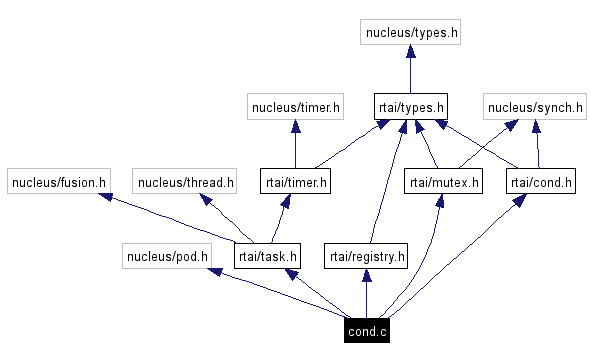 nucleus/types.h
nucleus/timer.h
rtai/types.h
nucleus/synch.h
nucleus/fusion.h
nucleus/thread.h
rtai/timer.h
rtai/mutex.h
rtai/cond.h
nucleus/pod.h
rtai/task.h
rtai/registry.h
cond.c